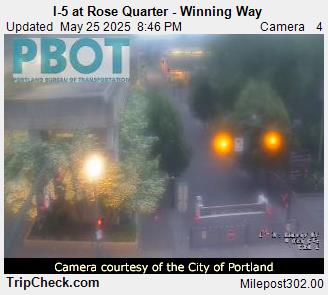 I-5 at Rose Quarter - Winning Way
Updated May 25 2025 8:46 PM Camera 4
PBOT
PORTLAND BUREAU OF TRANSPORTATION
Camera courtesy of the City of Portland
TripCheck.com Milepost302.00